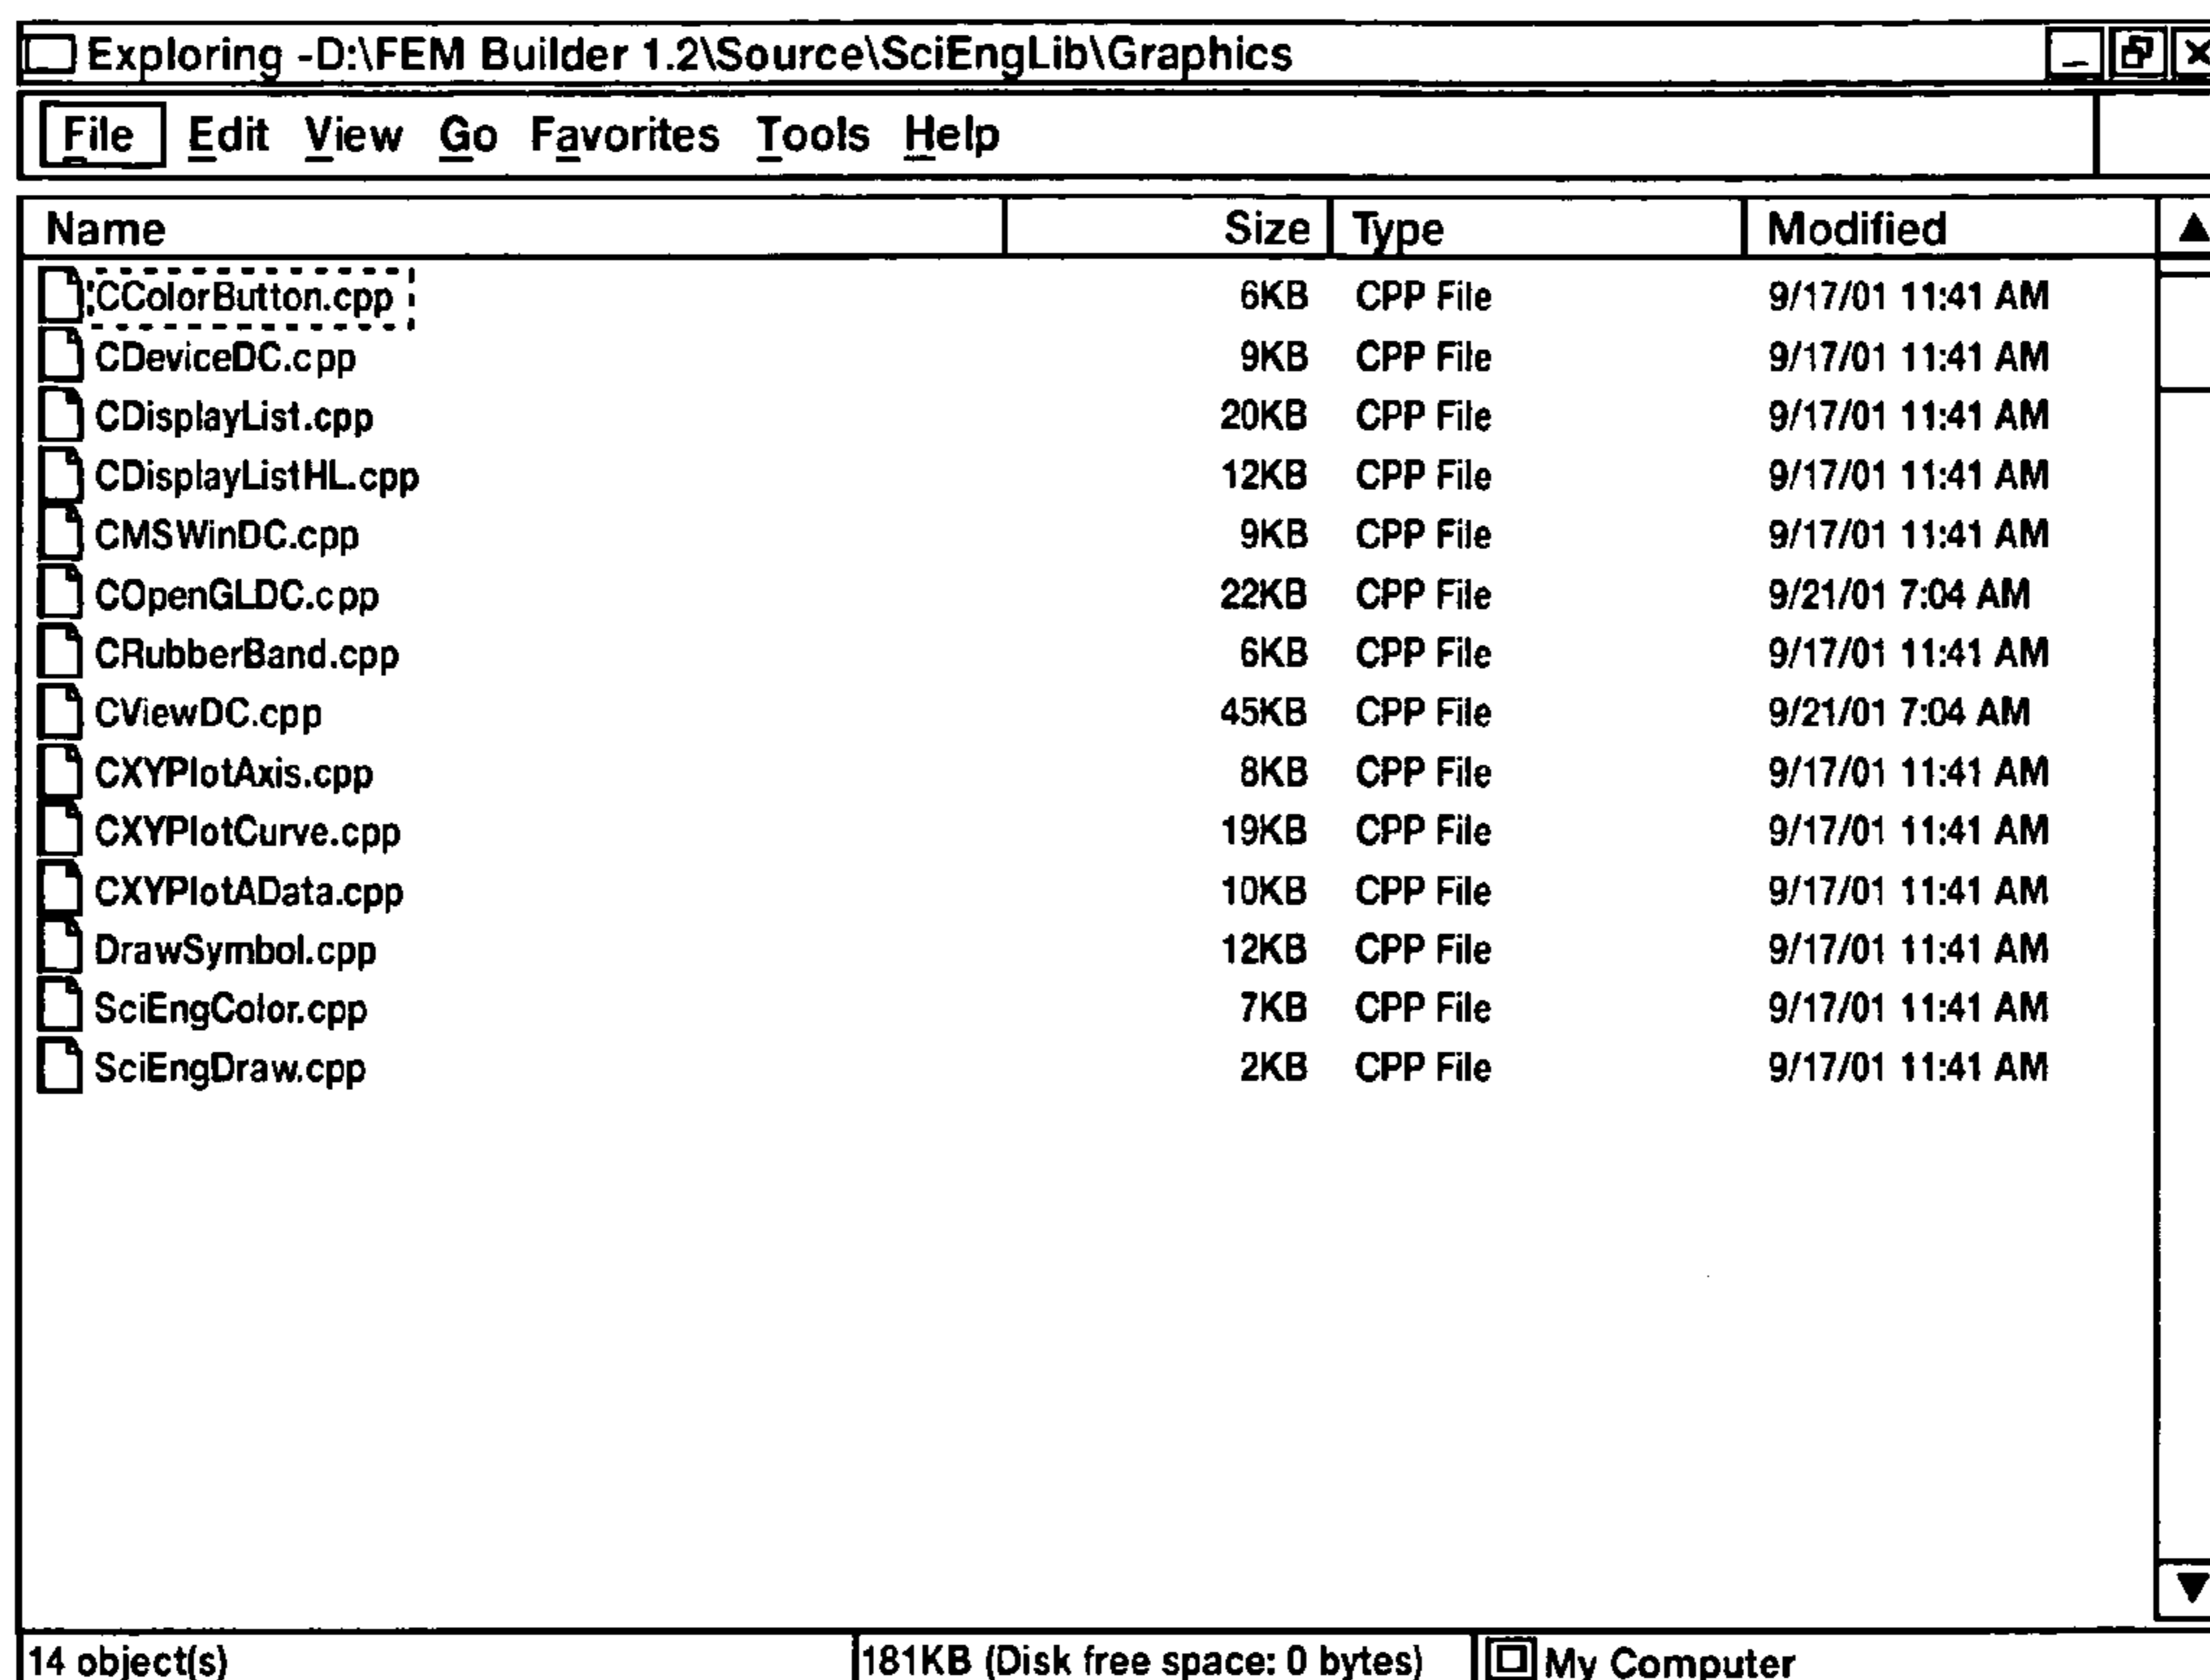 Exploring -D:\FEM Builder 1.2\Source\SciEngLib\Graphics
File Edit View Go Favorites Tools Help
Name Size Type Modified
CColorButton.cpp 6KB CPP File 9/17/01 11:41 AM
CDeviceDC.cpp 9KB CPP File 9/17/01 11:41 AM
CDisplayList.cpp 20KB CPP File 9/17/01 11:41 AM
CDisplayListHL.cpp 12KB CPP File 9/17/01 11:41 AM
CMSWinDC.cpp 9KB CPP File 9/17/01 11:41 AM
COpenGLDC.cpp 22KB CPP File 9/21/01 7:04 AM
CRubberBand.cpp 6KB CPP File 9/17/01 11:41 AM
CViewDC.cpp 45KB CPP File 9/21/01 7:04 AM
CXYPlotAxis.cpp 8KB CPP File 9/17/01 11:41 AM
CXYPlotCurve.cpp 19KB CPP File 9/17/01 11:41 AM
CXYPlotAData.cpp 10KB CPP File 9/17/01 11:41 AM
DrawSymbol.cpp 12KB CPP File 9/17/01 11:41 AM
SciEngColor.cpp 7KB CPP File 9/17/01 11:41 AM
SciEngDraw.cpp 2KB CPP File 9/17/01 11:41 AM
14 object(s) 181KB (Disk free space: 0 bytes) My Computer